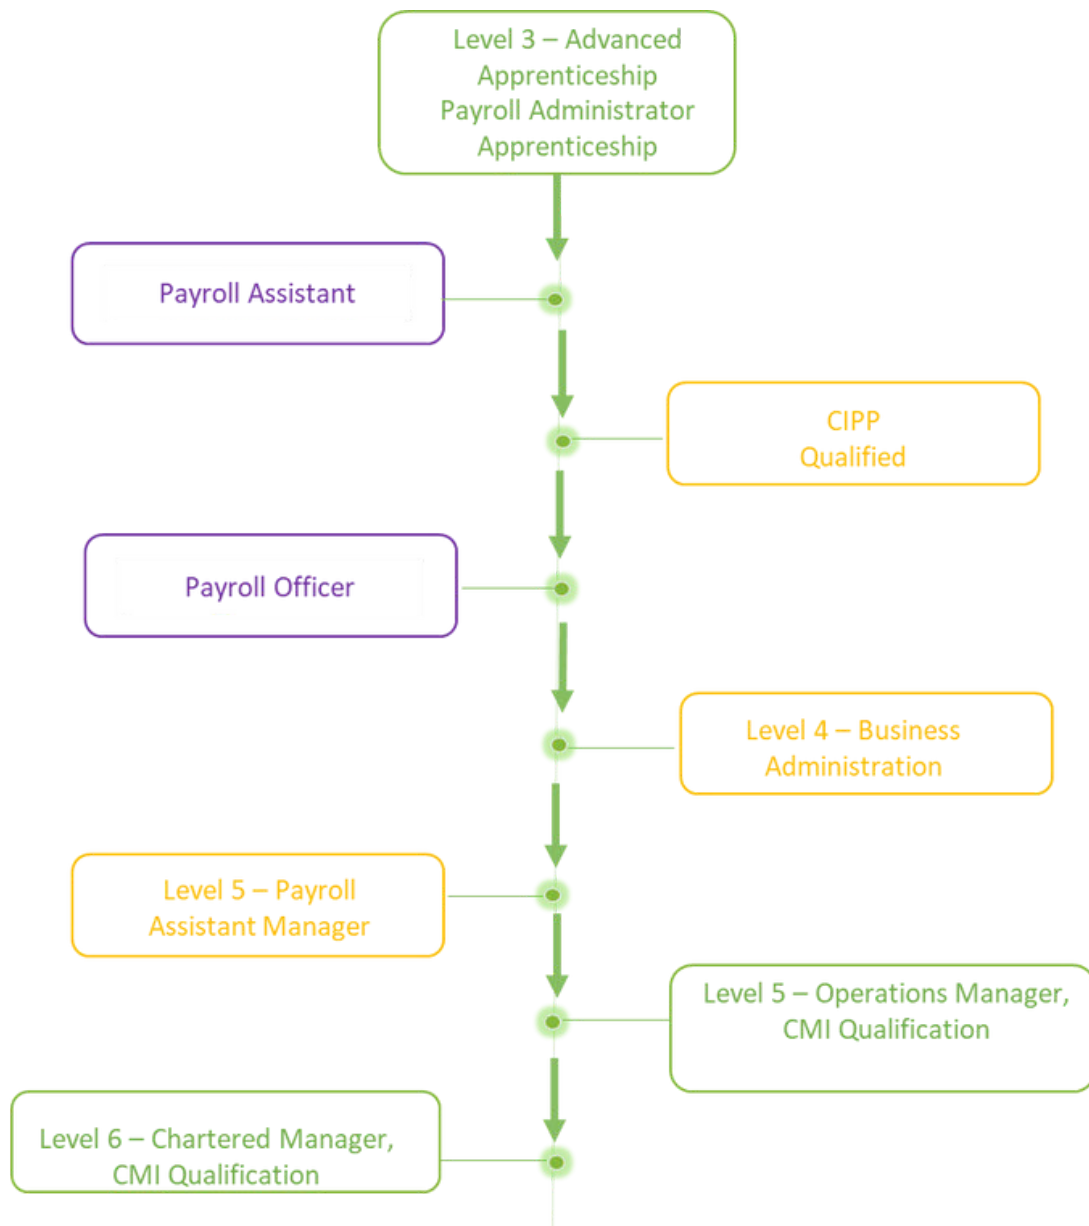 Level 3 – Advanced
Apprenticeship
Payroll Administrator
Apprenticeship
Payroll Assistant
CIPP
Qualified
Payroll Officer
Level 4 – Business
Administration
Level 5 – Payroll
Assistant Manager
Level 5 – Operations Manager,
CMI Qualification
Level 6 – Chartered Manager,
CMI Qualification